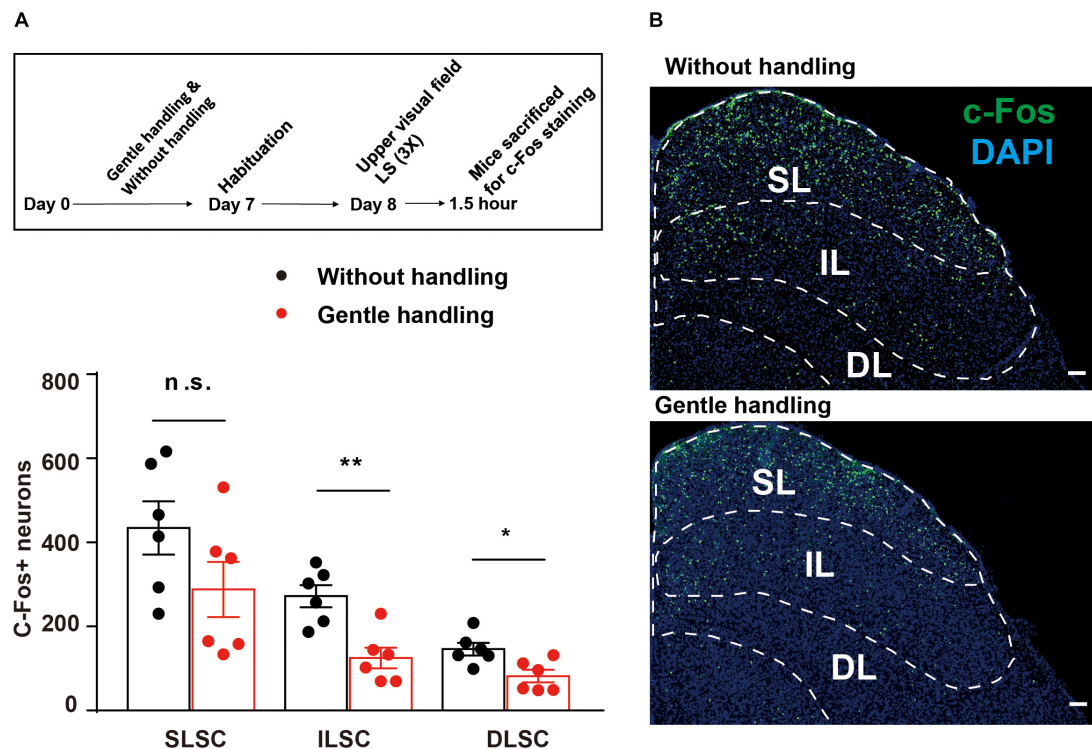 A
Gentle handling &
Without handling
Habituation
Upper visual field
LS (3X)
Mice sacrificed
for c-Fos staining
Day 0
Day 7
Day 8
1.5 hour
Without handling
Gentle handling
C-Fos+ neurons
800
600
400
200
0
n.s.
**
*
SLSC
ILSC
DLSC
B
Without handling
c-Fos
DAPI
SL
IL
DL
Gentle handling
SL
IL
DL